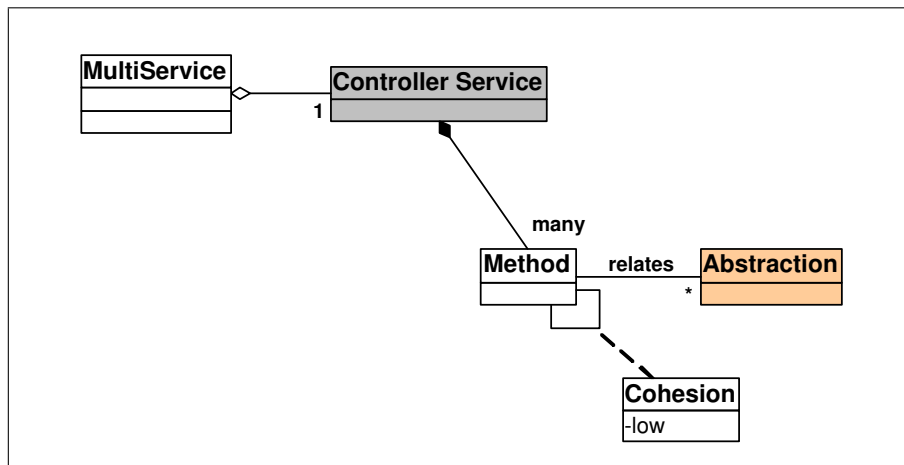 MultiService
Controller Service
1
many
Method
relates
Abstraction
*
Cohesion
-low